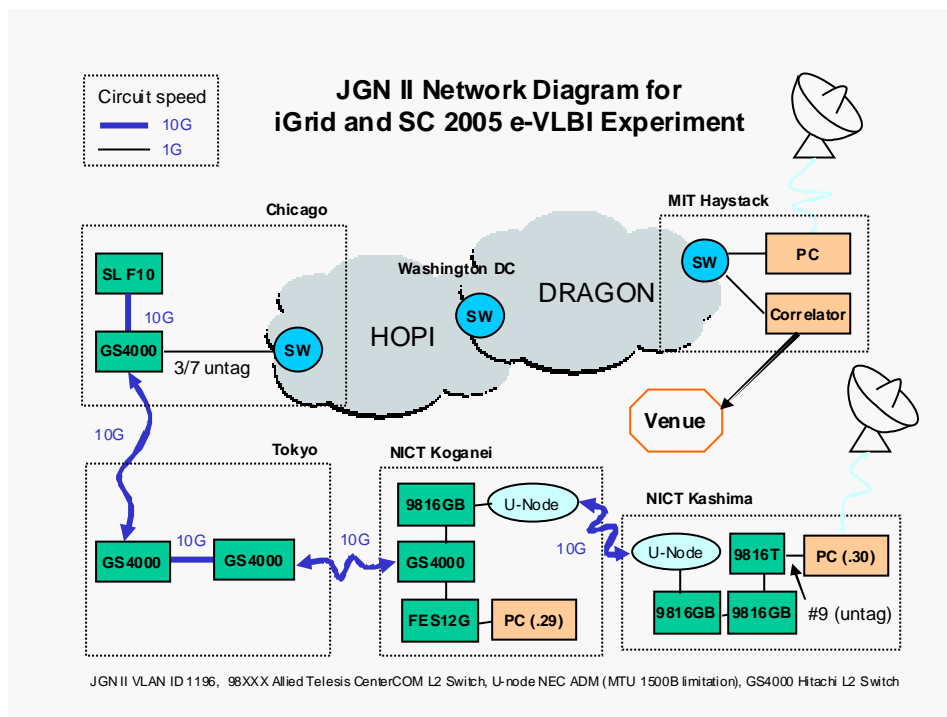 JGN II Network Diagram for
iGrid and SC 2005 e-VLBI Experiment
Circuit speed
10G
1G
Chicago
SL F10
10G
GS4000
3/7 untag
SW
HOPI
Washington DC
SW
DRAGON
MIT Haystack
SW
PC
Correlator
Venue
10G
Tokyo
GS4000
10G
GS4000
10G
NICT Koganei
9816GB
U-Node
GS4000
FES12G
PC (.29)
10G
NICT Kashima
U-Node
9816T
PC (.30)
9816GB
9816GB
#9 (untag)
JGN II VLAN ID 1196, 98XXX Allied Telesis CenterCOM L2 Switch, U-node NEC ADM (MTU 1500B limitation), GS4000 Hitachi L2 Switch